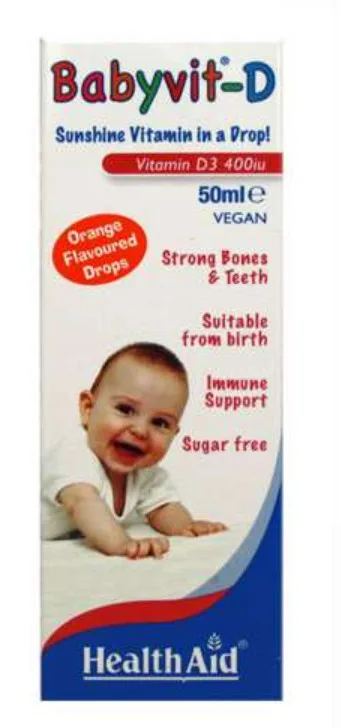 Babyvit®-D
Sunshine Vitamin in a Drop!
Vitamin D3 400iu
50ml ℮
VEGAN
Orange
Flavoured
Drops
Strong Bones
& Teeth
Suitable
from birth
Immune
Support
Sugar free
HealthAid®